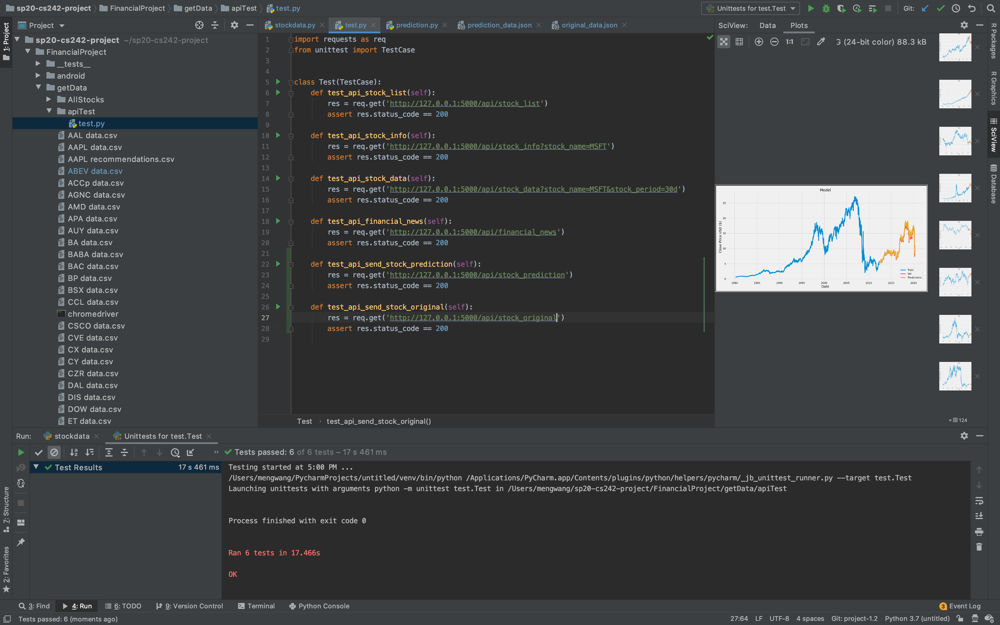 sp20-cs242-project FinancialProject getData apiTest test.py
Unittests for test.Test Git:
1: Project
Project
sp20-cs242-project ~/sp20-cs242-project
FinancialProject
__tests__
android
getData
AllStocks
apiTest
test.py
AAL data.csv
AAPL data.csv
AAPL recommendations.csv
ABEV data.csv
ACCp data.csv
AGNC data.csv
AMD data.csv
APA data.csv
AUY data.csv
BA data.csv
BABA data.csv
BAC data.csv
BP data.csv
BSX data.csv
CCL data.csv
chromedriver
CSCO data.csv
CVE data.csv
CX data.csv
CY data.csv
CZR data.csv
DAL data.csv
DIS data.csv
DOW data.csv
ET data.csv
stockdata.py test.py prediction.py prediction_data.json original_data.json
1 import requests as req
2 from unittest import TestCase
3
4
5 class Test(TestCase):
6 def test_api_stock_list(self):
7 res = req.get('http://127.0.0.1:5000/api/stock_list')
8 assert res.status_code == 200
9
10 def test_api_stock_info(self):
11 res = req.get('http://127.0.0.1:5000/api/stock_info?stock_name=MSFT')
12 assert res.status_code == 200
13
14 def test_api_stock_data(self):
15 res = req.get('http://127.0.0.1:5000/api/stock_data?stock_name=MSFT&stock_period=30d')
16 assert res.status_code == 200
17
18 def test_api_financial_news(self):
19 res = req.get('http://127.0.0.1:5000/api/financial_news')
20 assert res.status_code == 200
21
22 def test_api_send_stock_prediction(self):
23 res = req.get('http://127.0.0.1:5000/api/stock_prediction')
24 assert res.status_code == 200
25
26 def test_api_send_stock_original(self):
27 res = req.get('http://127.0.0.1:5000/api/stock_original')
28 assert res.status_code == 200
29
Test test_api_send_stock_original()
SciView: Data Plots
1:1 G (24-bit color) 88.3 kB
Model
Close Price USD ($)
25
20
15
10
5
0
1980 1985 1990 1995 2000 2005 2010 2015 2020
Date
Train
Val
Predictions
124
R Packages
R Graphics
SciView
Database
Run: stockdata Unittests for test.Test
Tests passed: 6 of 6 tests – 17 s 461 ms
Test Results 17 s 461 ms
Testing started at 5:00 PM ...
/Users/mengwang/PycharmProjects/untitled/venv/bin/python /Applications/PyCharm.app/Contents/plugins/python/helpers/pycharm/_jb_unittest_runner.py --target test.Test
Launching unittests with arguments python -m unittest test.Test in /Users/mengwang/sp20-cs242-project/FinancialProject/getData/apiTest
Process finished with exit code 0
Ran 6 tests in 17.466s
OK
7: Structure
2: Favorites
3: Find 4: Run 6: TODO 9: Version Control Terminal Python Console 3 Event Log
Tests passed: 6 (moments ago) 27:64 LF UTF-8 4 spaces Git: project-1.2 Python 3.7 (untitled)